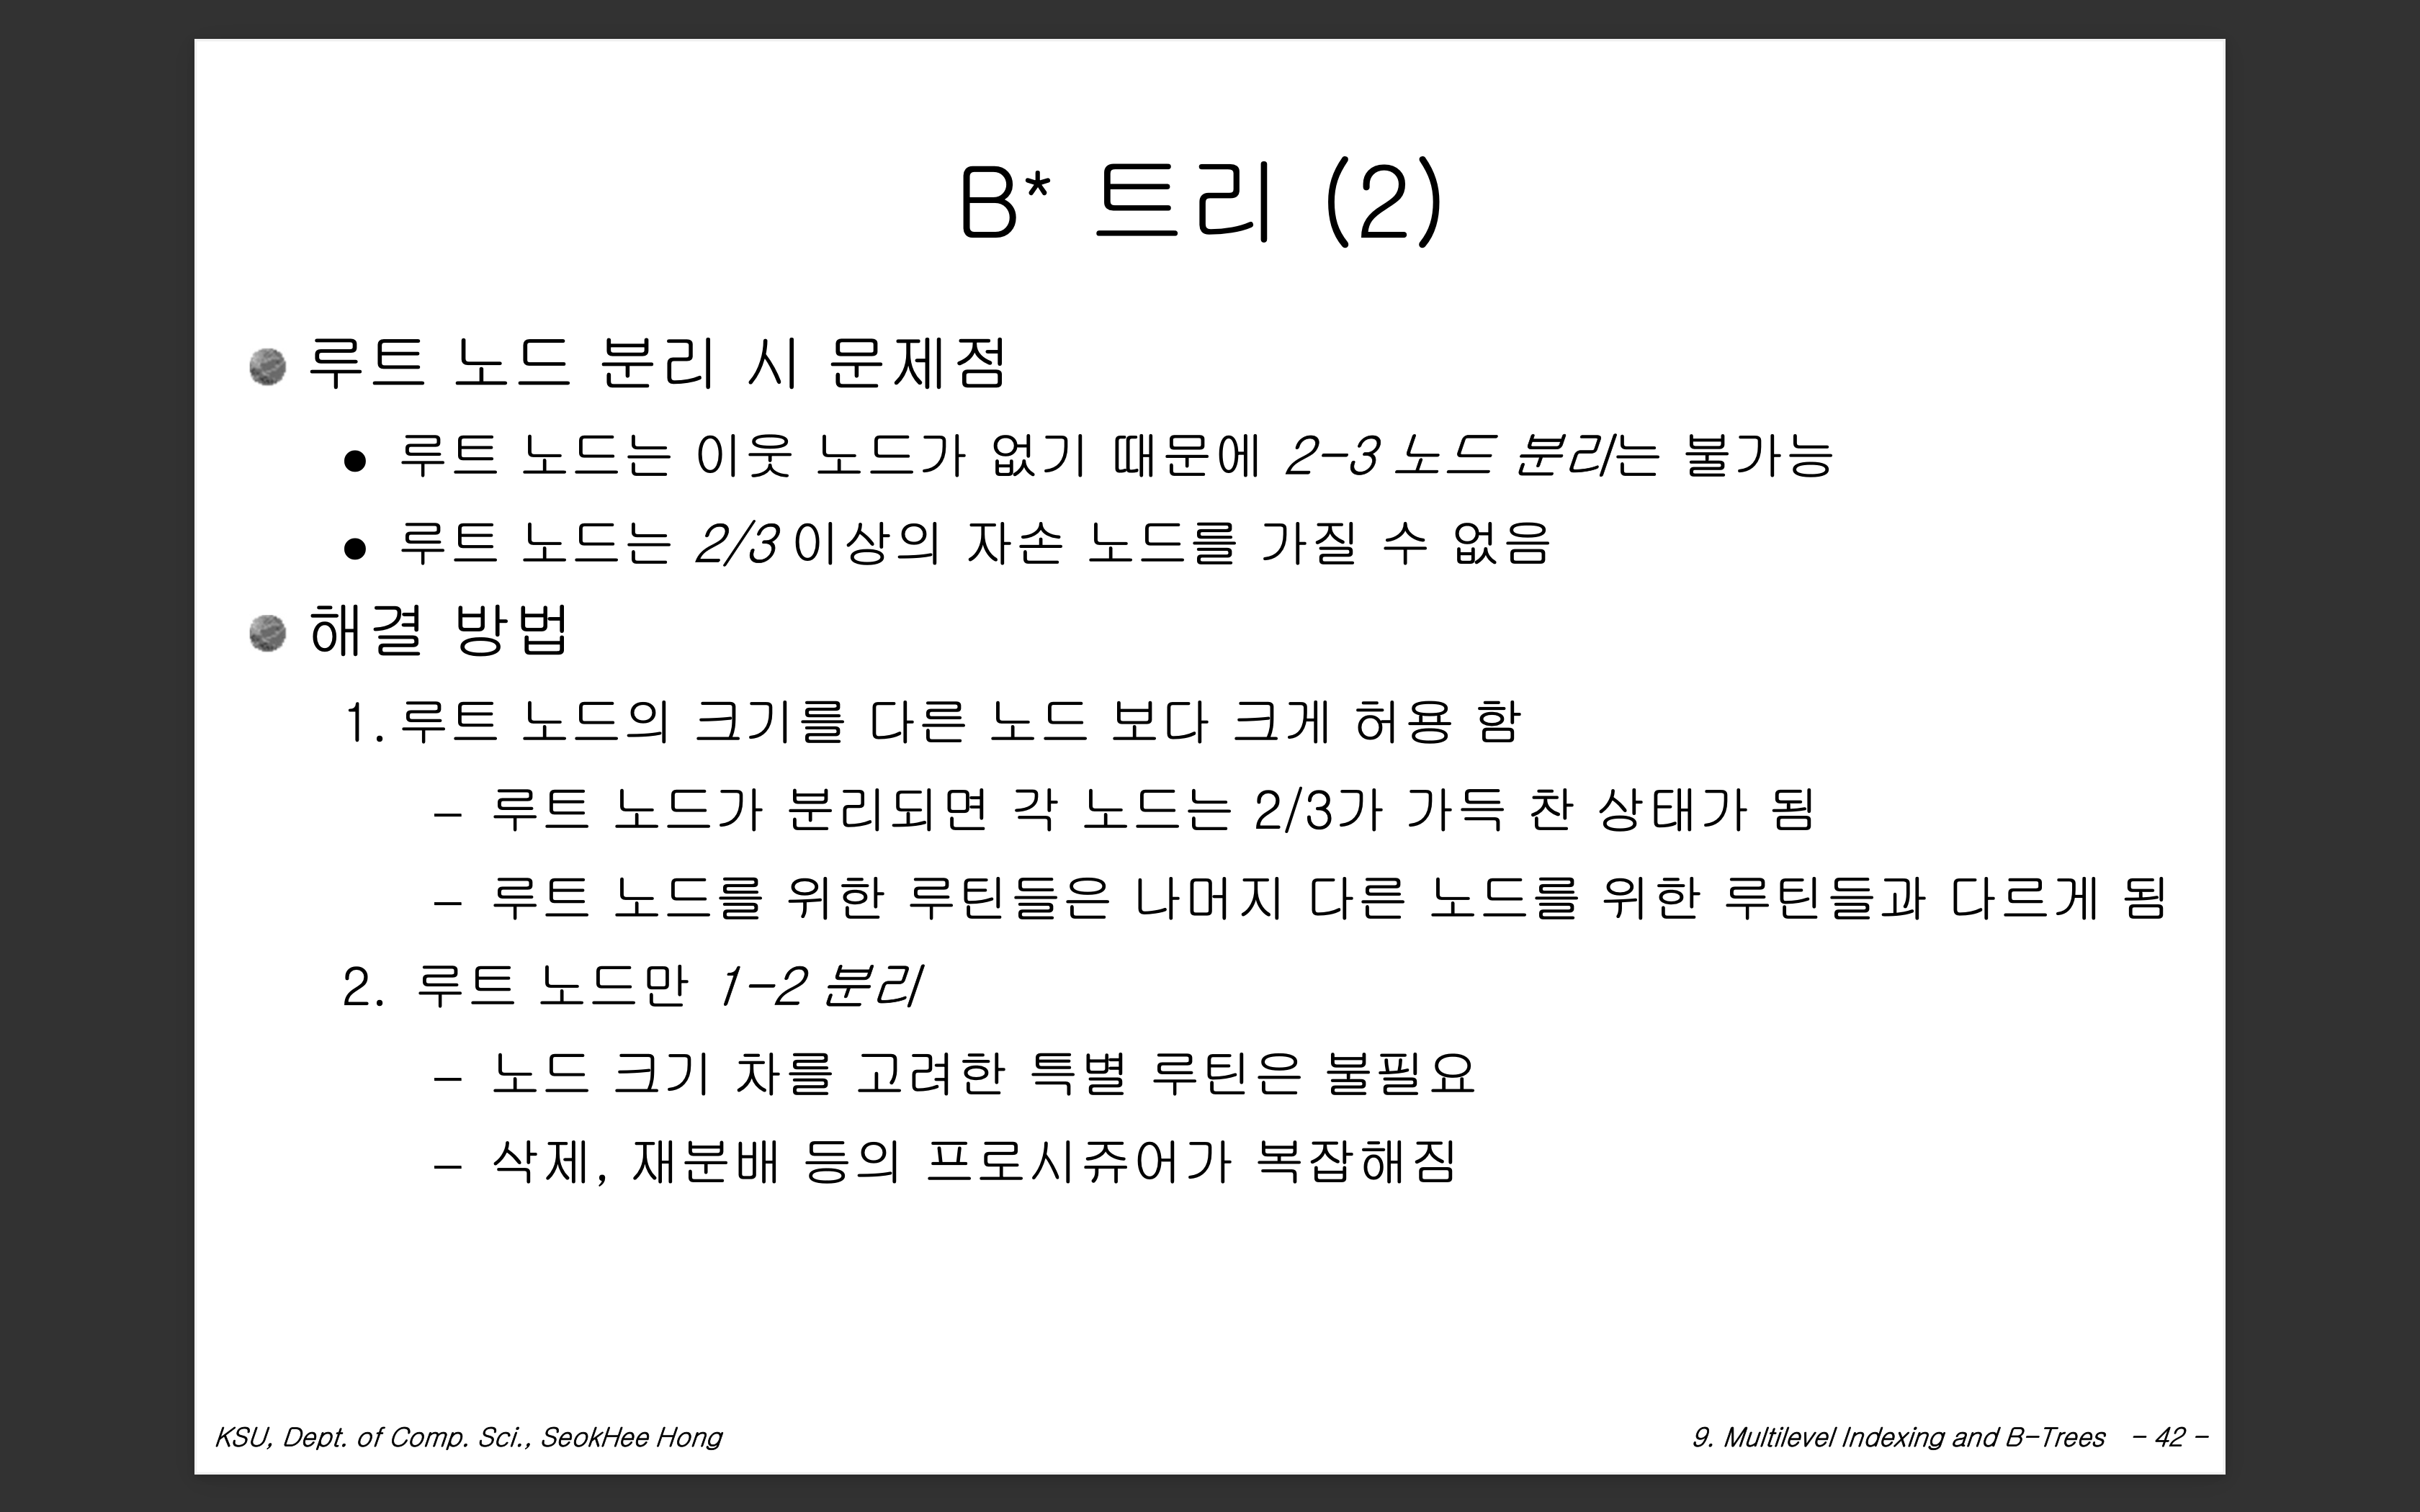 B* 트리 (2)
루트 노드 분리 시 문제점
● 루트 노드는 이웃 노드가 없기 때문에 2-3 노드 분리는 불가능
● 루트 노드는 2/3 이상의 자손 노드를 가질 수 없음
해결 방법
1. 루트 노드의 크기를 다른 노드 보다 크게 허용 함
– 루트 노드가 분리되면 각 노드는 2/3가 가득 찬 상태가 됨
– 루트 노드를 위한 루틴들은 나머지 다른 노드를 위한 루틴들과 다르게 됨
2. 루트 노드만 1-2 분리
– 노드 크기 차를 고려한 특별 루틴은 불필요
– 삭제, 재분배 등의 프로시쥬어가 복잡해짐
KSU, Dept. of Comp. Sci., SeokHee Hong
9. Multilevel Indexing and B-Trees - 42 -